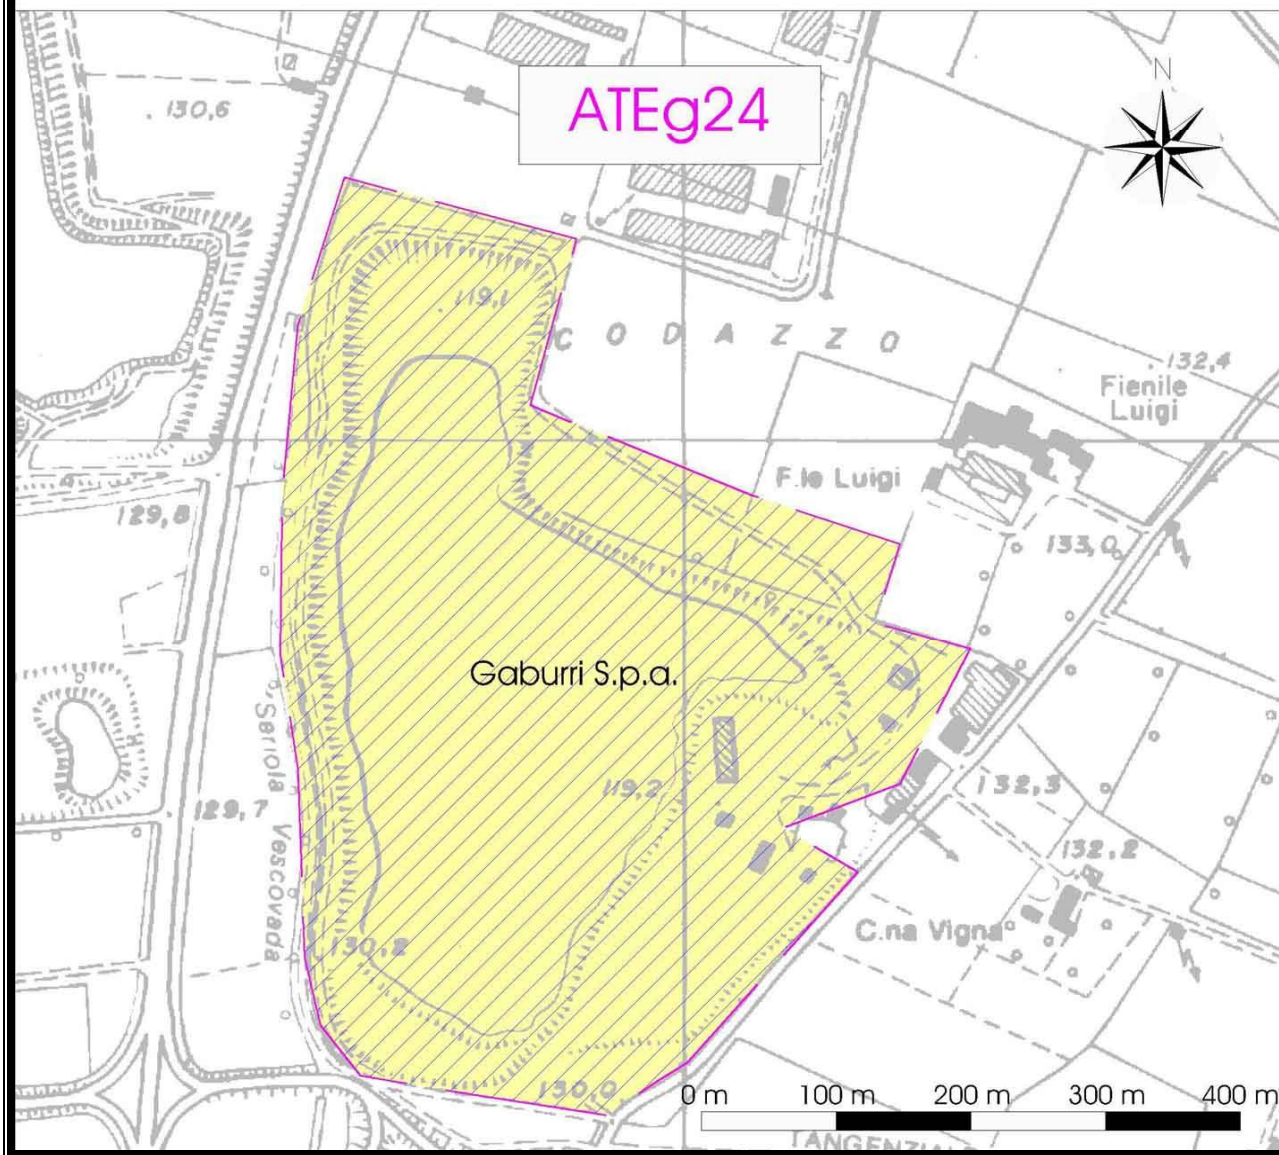 N
ATEg24
. 130,6
119,1
C O D A Z Z O
. 132,4
Fienile
Luigi
F.le Luigi
129,8
133,0
Gaburri S.p.a.
Seriola Vescovada
119,2
132,3
129,7
132,2
C.na Vigna
130,2
130,0
0 m 100 m 200 m 300 m 400 m